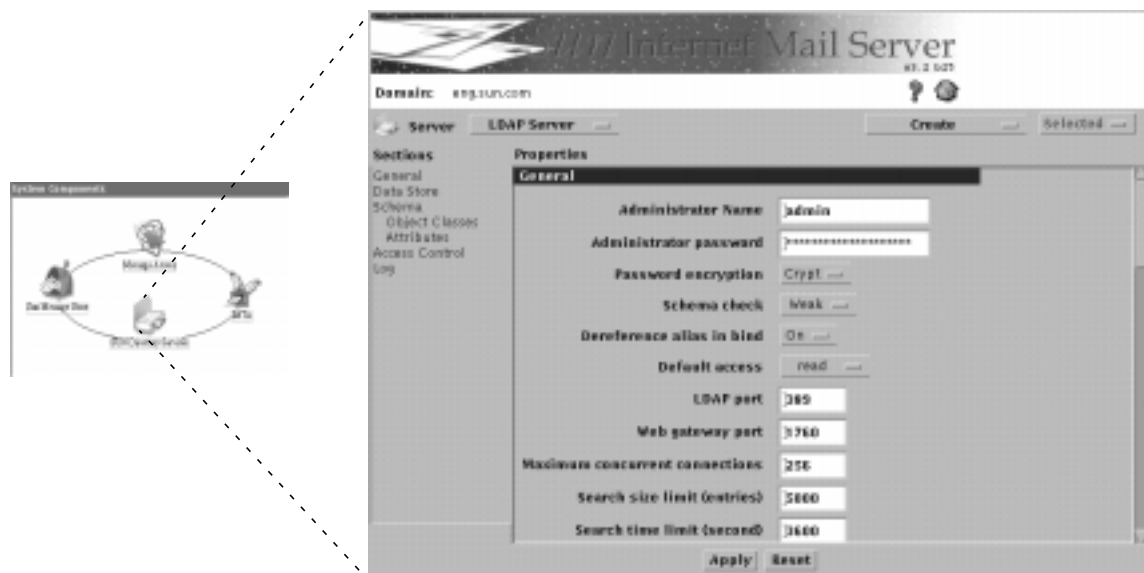 Internet Mail Server
Domain: eng.sun.com
Server LDAP Server Create Selected
Sections
General
Data Store
Schema
Object Classes
Attributes
Access Control
Log
Properties
General
Administrator Name admin
Administrator password ********************
Password encryption Crypt
Schema check Weak
Dereference alias in bind On
Default access read
LDAP port 389
Web gateway port 1760
Maximum concurrent connections 256
Search size limit (entries) 5000
Search time limit (second) 3600
Apply Reset
System Components